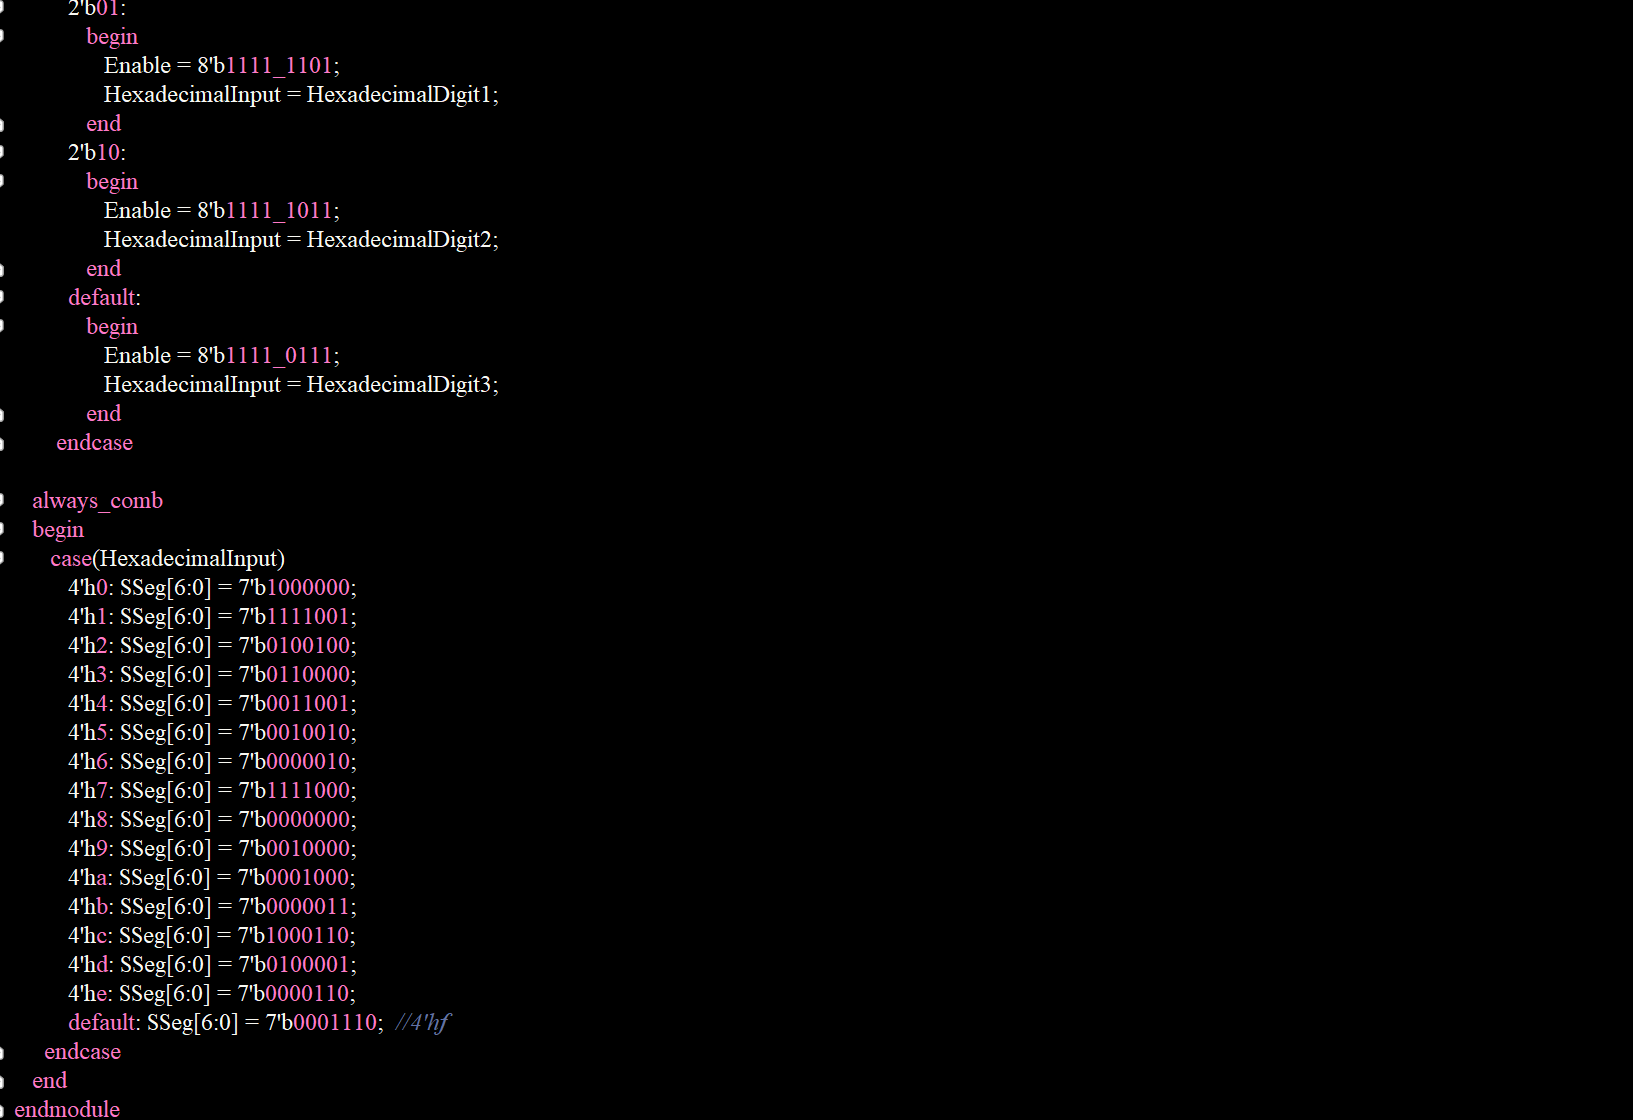 2'b01:
begin
Enable = 8'b1111_1101;
HexadecimalInput = HexadecimalDigit1;
end
2'b10:
begin
Enable = 8'b1111_1011;
HexadecimalInput = HexadecimalDigit2;
end
default:
begin
Enable = 8'b1111_0111;
HexadecimalInput = HexadecimalDigit3;
end
endcase
always_comb
begin
case(HexadecimalInput)
4'h0: SSeg[6:0] = 7'b1000000;
4'h1: SSeg[6:0] = 7'b1111001;
4'h2: SSeg[6:0] = 7'b0100100;
4'h3: SSeg[6:0] = 7'b0110000;
4'h4: SSeg[6:0] = 7'b0011001;
4'h5: SSeg[6:0] = 7'b0010010;
4'h6: SSeg[6:0] = 7'b0000010;
4'h7: SSeg[6:0] = 7'b1111000;
4'h8: SSeg[6:0] = 7'b0000000;
4'h9: SSeg[6:0] = 7'b0010000;
4'ha: SSeg[6:0] = 7'b0001000;
4'hb: SSeg[6:0] = 7'b0000011;
4'hc: SSeg[6:0] = 7'b1000110;
4'hd: SSeg[6:0] = 7'b0100001;
4'he: SSeg[6:0] = 7'b0000110;
default: SSeg[6:0] = 7'b0001110; //4'hf
endcase
end
endmodule